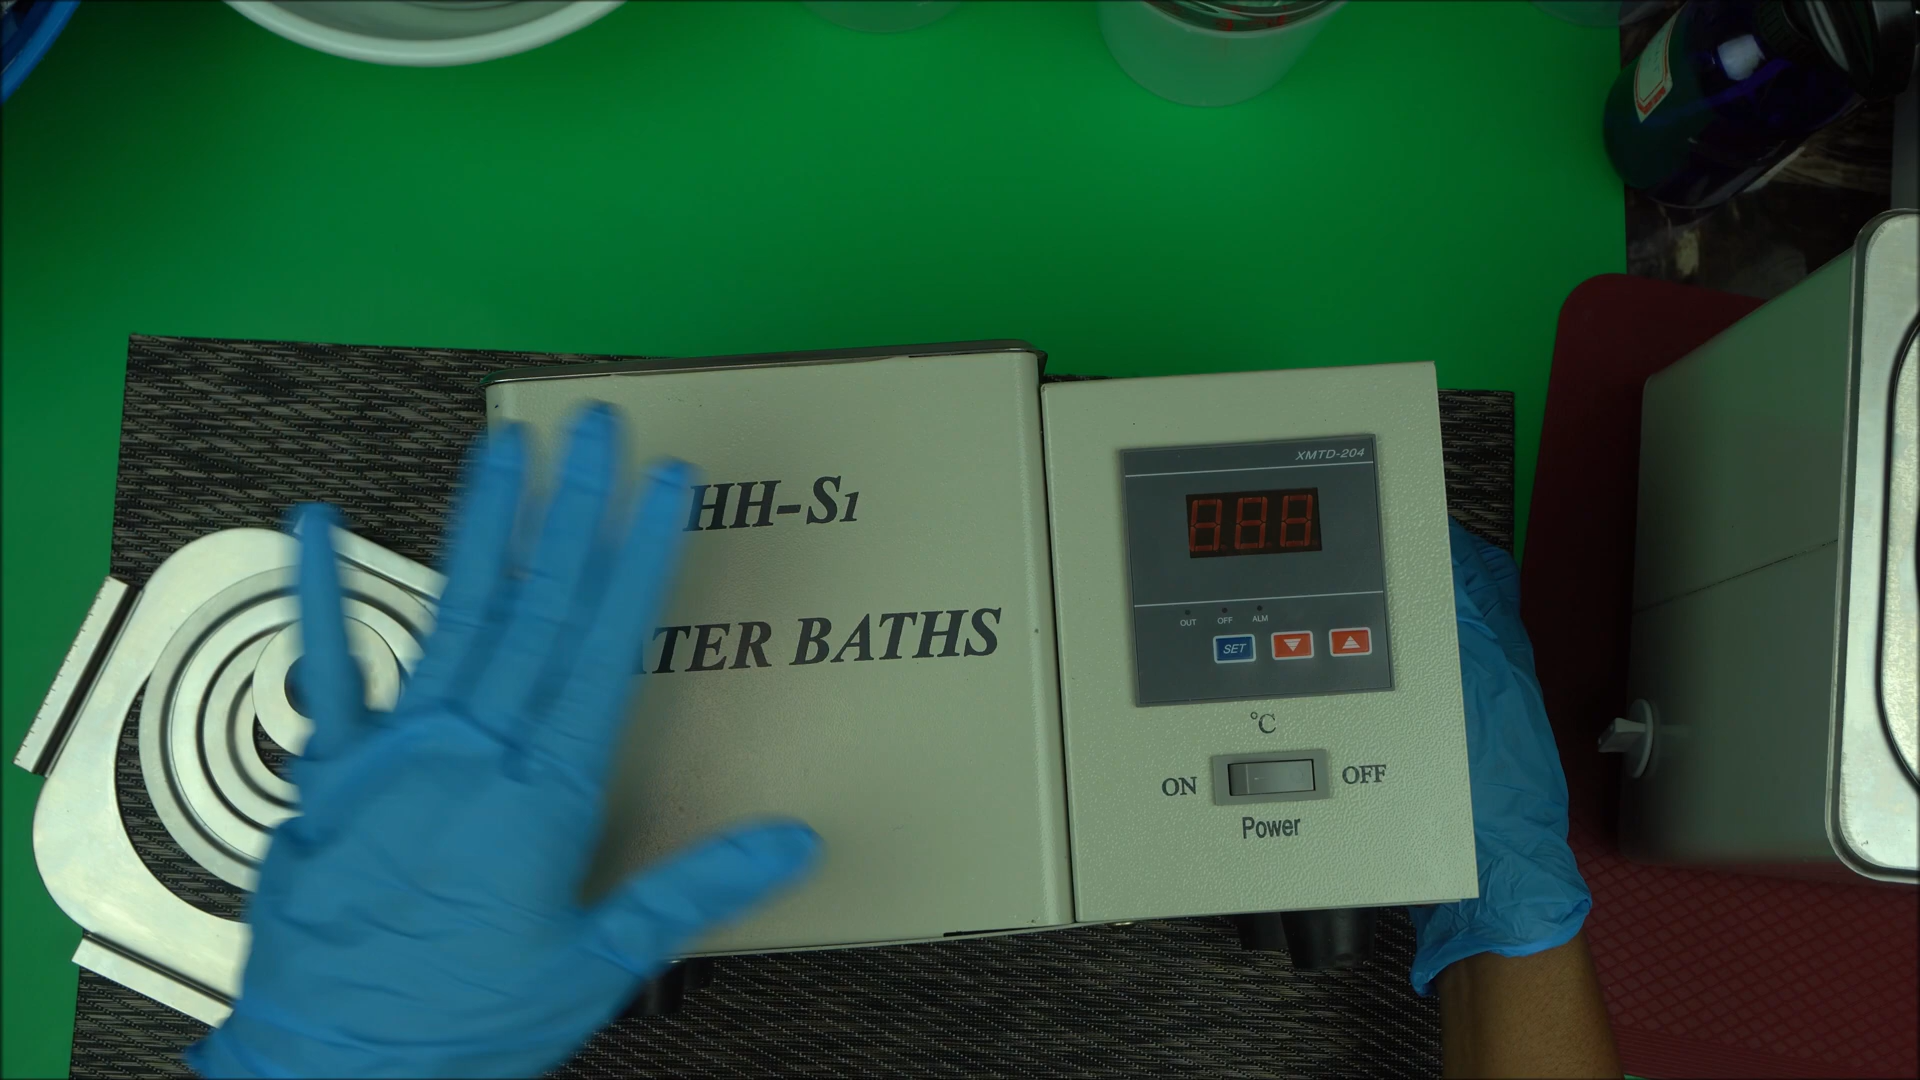 XMTD-204
888
HH-S1
OUT OFF ALM
SET
TER BATHS
°C
ON OFF
Power